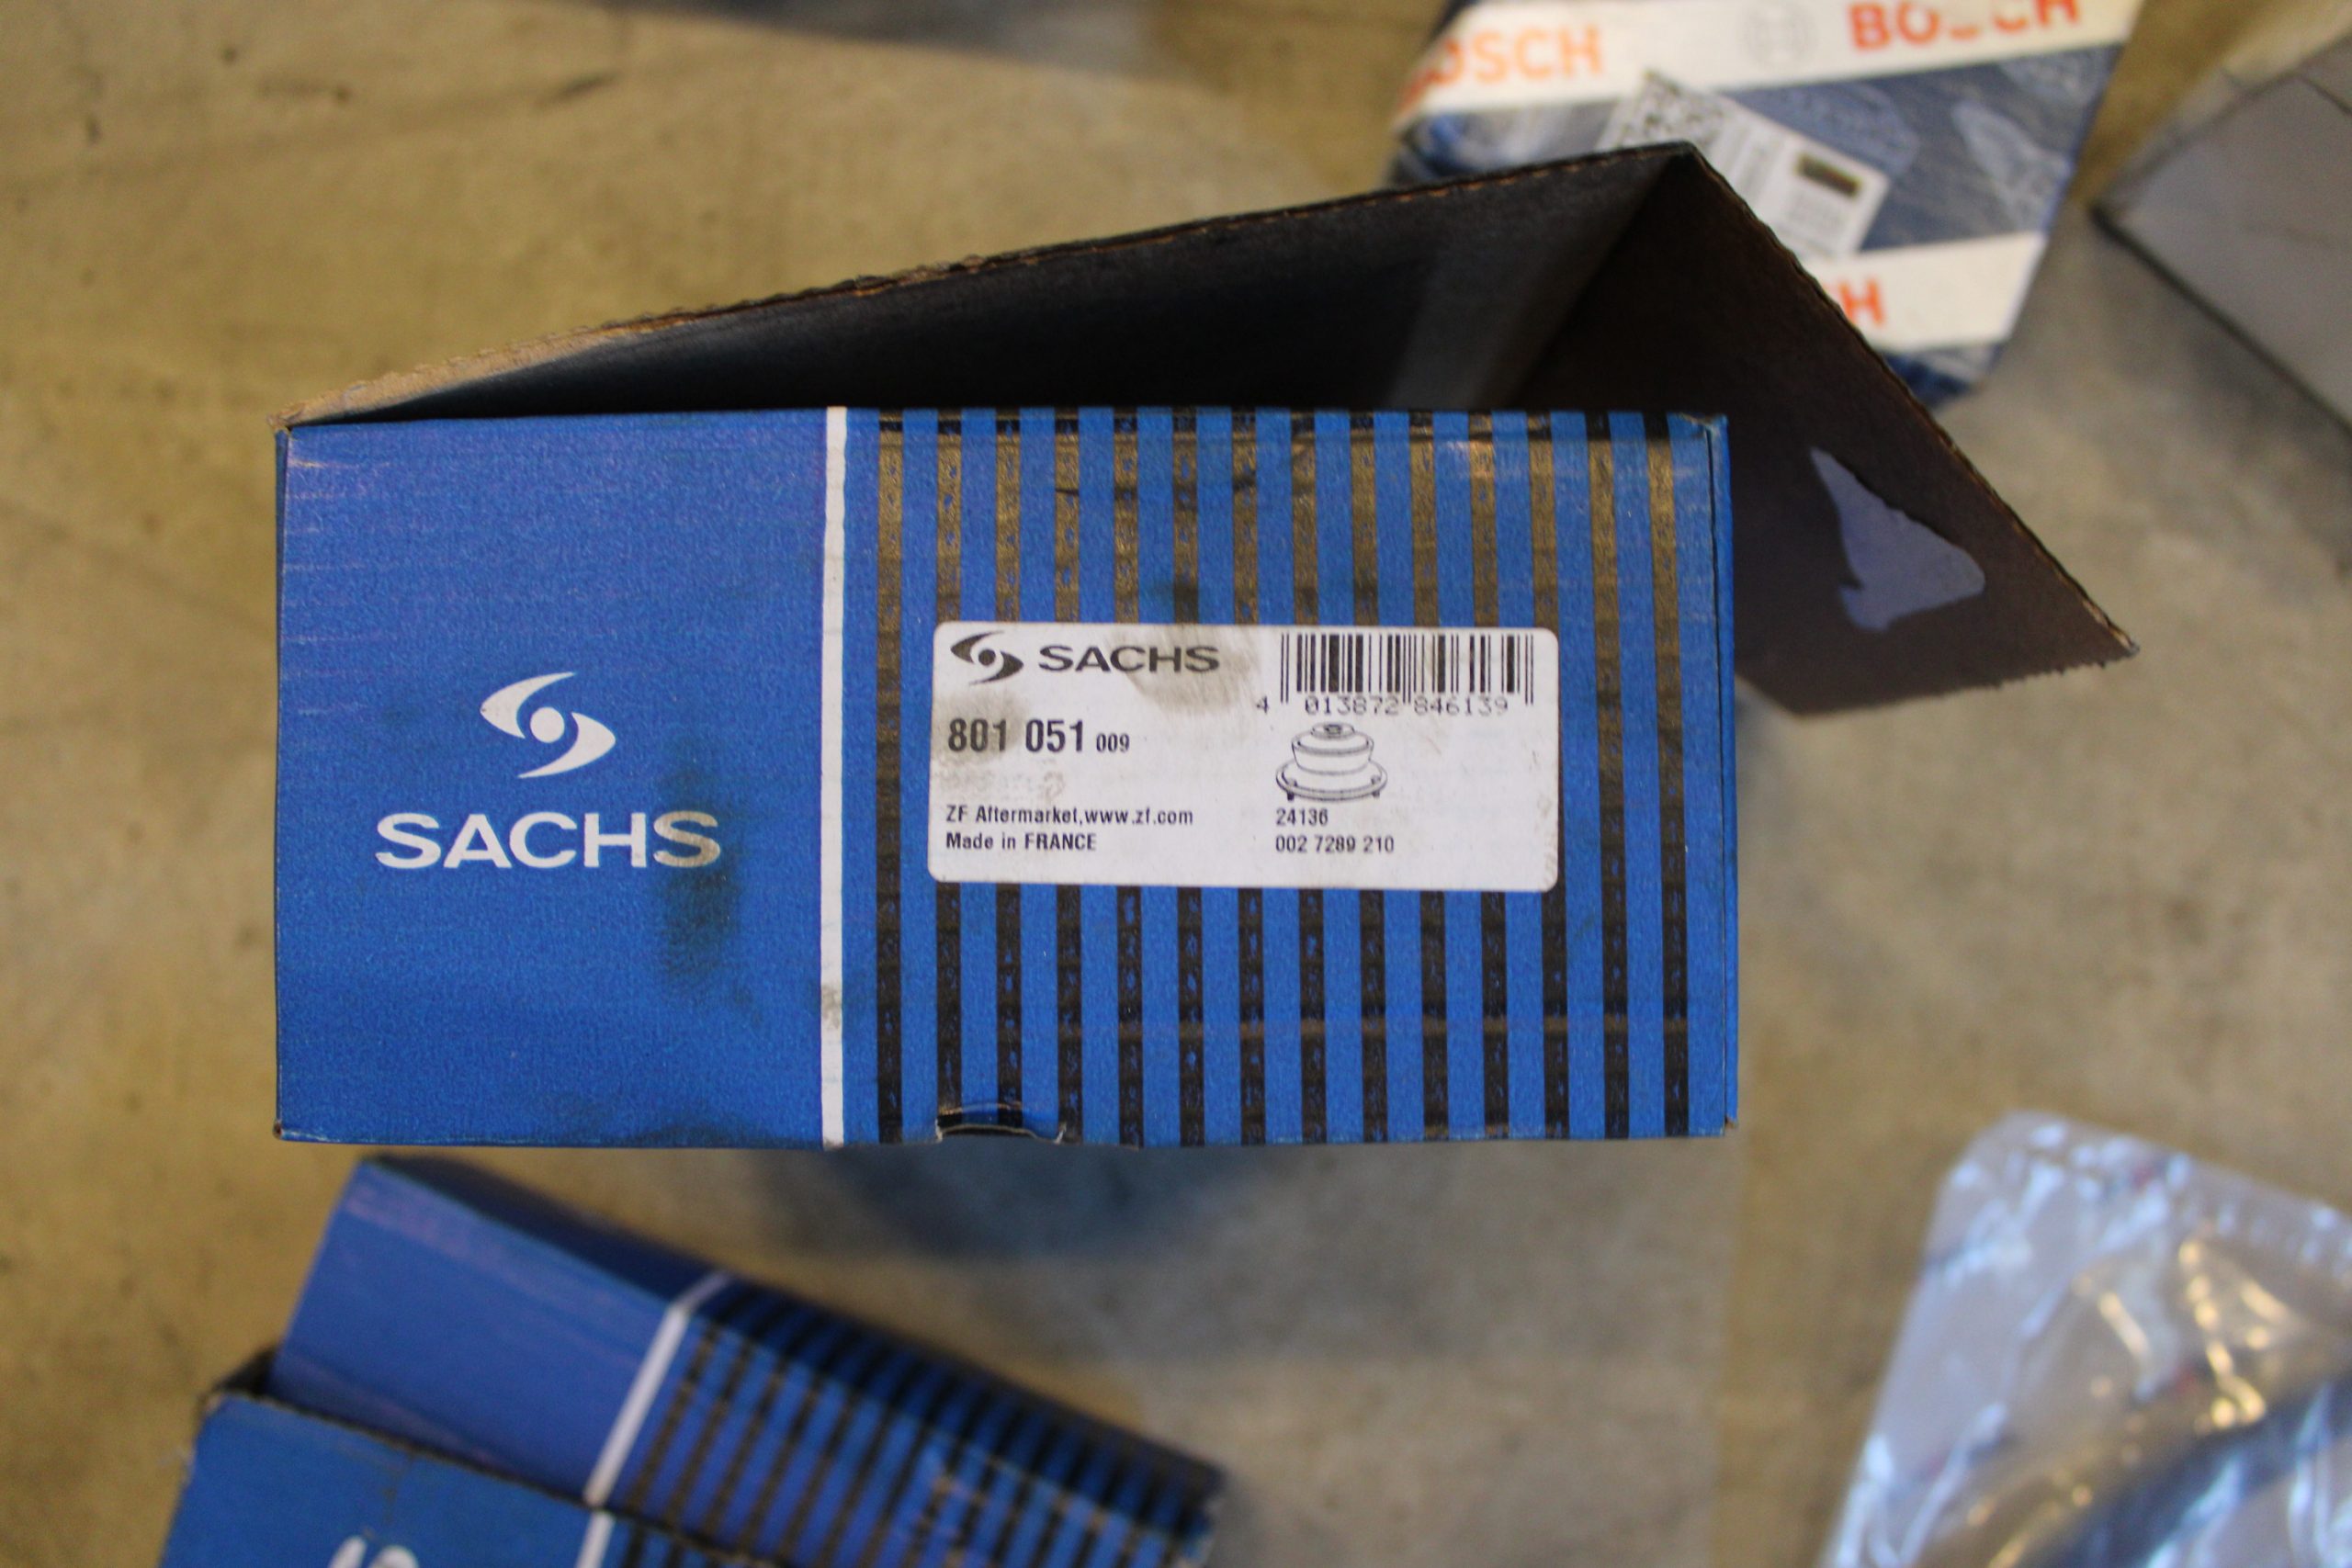 OSCH
BOSCH
H
SACHS
SACHS
4 013872 846139
801 051 009
ZF Aftermarket,www.zf.com
Made in FRANCE
24136
002 7289 210